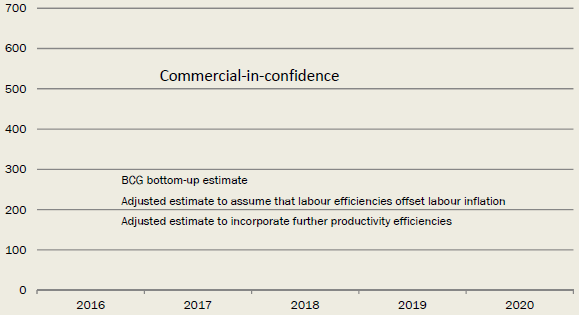 700
600
Commercial-in-confidence
500
400
300
BCG bottom-up estimate
Adjusted estimate to assume that labour efficiencies offset labour inflation
200
Adjusted estimate to incorporate further productivity efficiencies
100
0
2016 2017 2018 2019 2020